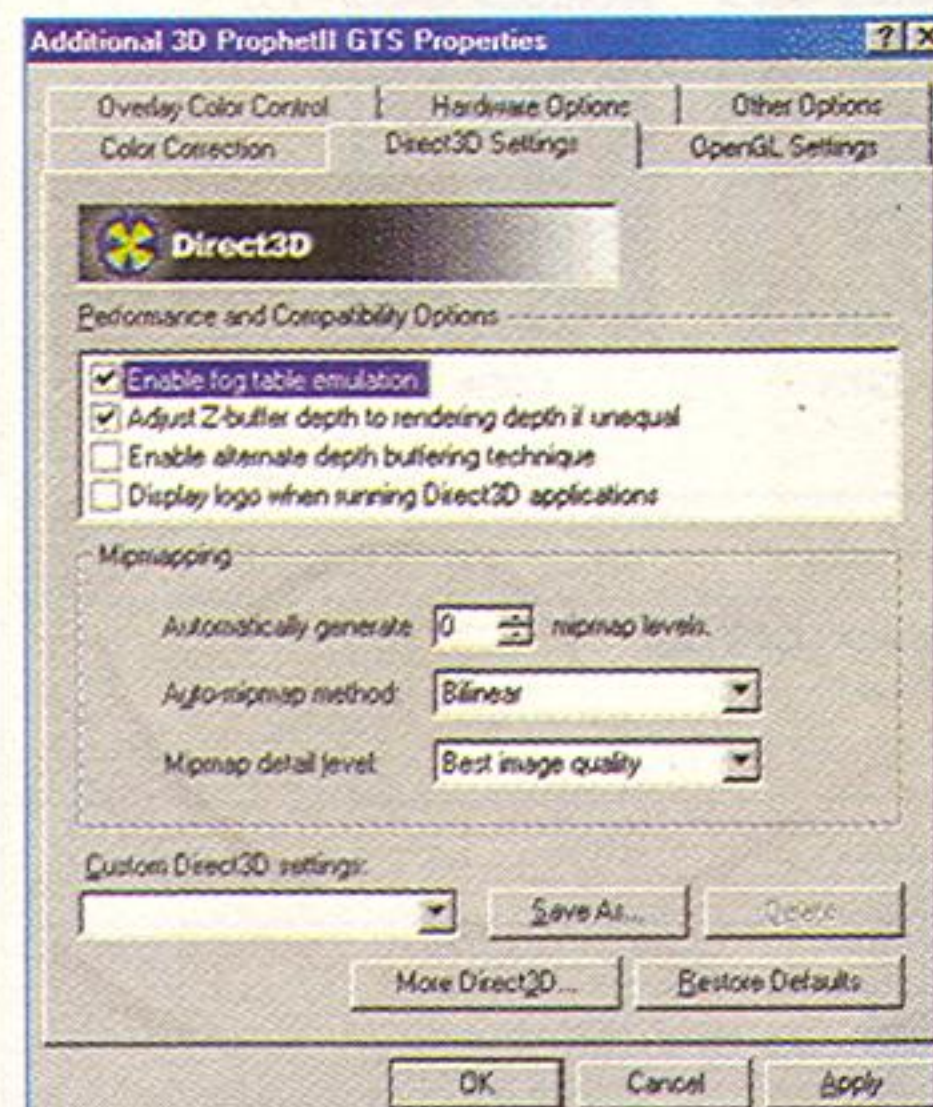 Additional 3D ProphetII GTS Properties
Overlay Color Control Hardware Options Other Options
Color Correction Direct3D Settings OpenGL Settings
Direct3D
Performance and Compatibility Options
Enable fog table emulation
Adjust Z-buffer depth to rendering depth if unequal
Enable alternate depth buffering technique
Display logo when running Direct3D applications
Mipmapping
Automatically generate 0 mipmap levels.
Auto-mipmap method: Bilinear
Mipmap detail level: Best image quality
Custom Direct3D settings:
Save As... Delete
More Direct3D... Restore Defaults
OK Cancel Apply